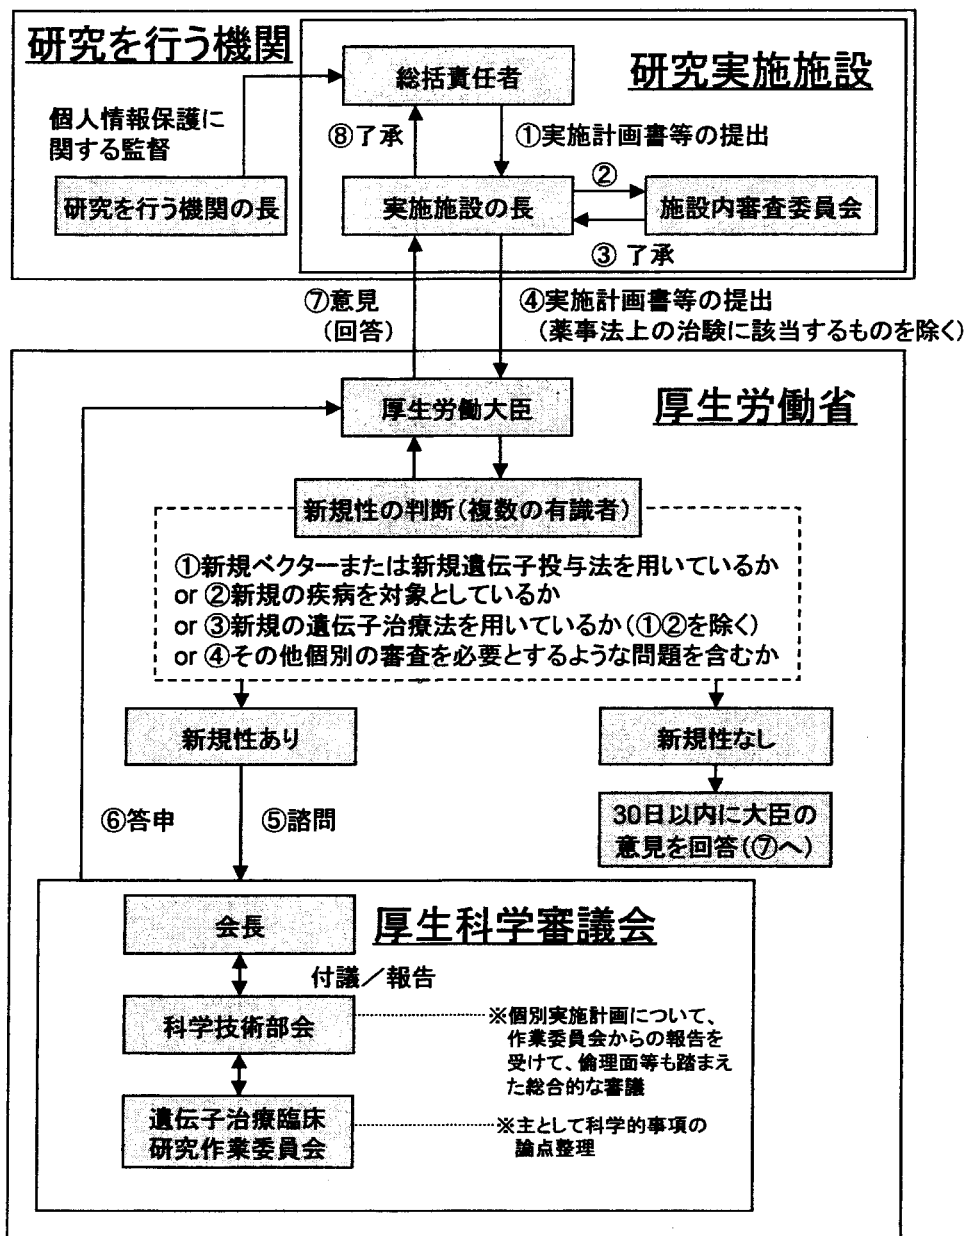 研究を行う機関
研究実施施設
総括責任者
個人情報保護に
関する監督
⑧了承
①実施計画書等の提出
研究を行う機関の長
実施施設の長
②
施設内審査委員会
③ 了承
⑦意見
(回答)
④実施計画書等の提出
(薬事法上の治験に該当するものを除く)
厚生労働大臣
厚生労働省
新規性の判断(複数の有識者)
①新規ベクターまたは新規遺伝子投与法を用いているか
or ②新規の疾病を対象としているか
or ③新規の遺伝子治療法を用いているか(①②を除く)
or ④その他個別の審査を必要とするような問題を含むか
新規性あり
新規性なし
⑥答申
⑤諮問
30日以内に大臣の
意見を回答(⑦へ)
会長
厚生科学審議会
付議／報告
科学技術部会
※個別実施計画について、
作業委員会からの報告を
受けて、倫理面等も踏まえ
た総合的な審議
遺伝子治療臨床
研究作業委員会
※主として科学的事項の
論点整理